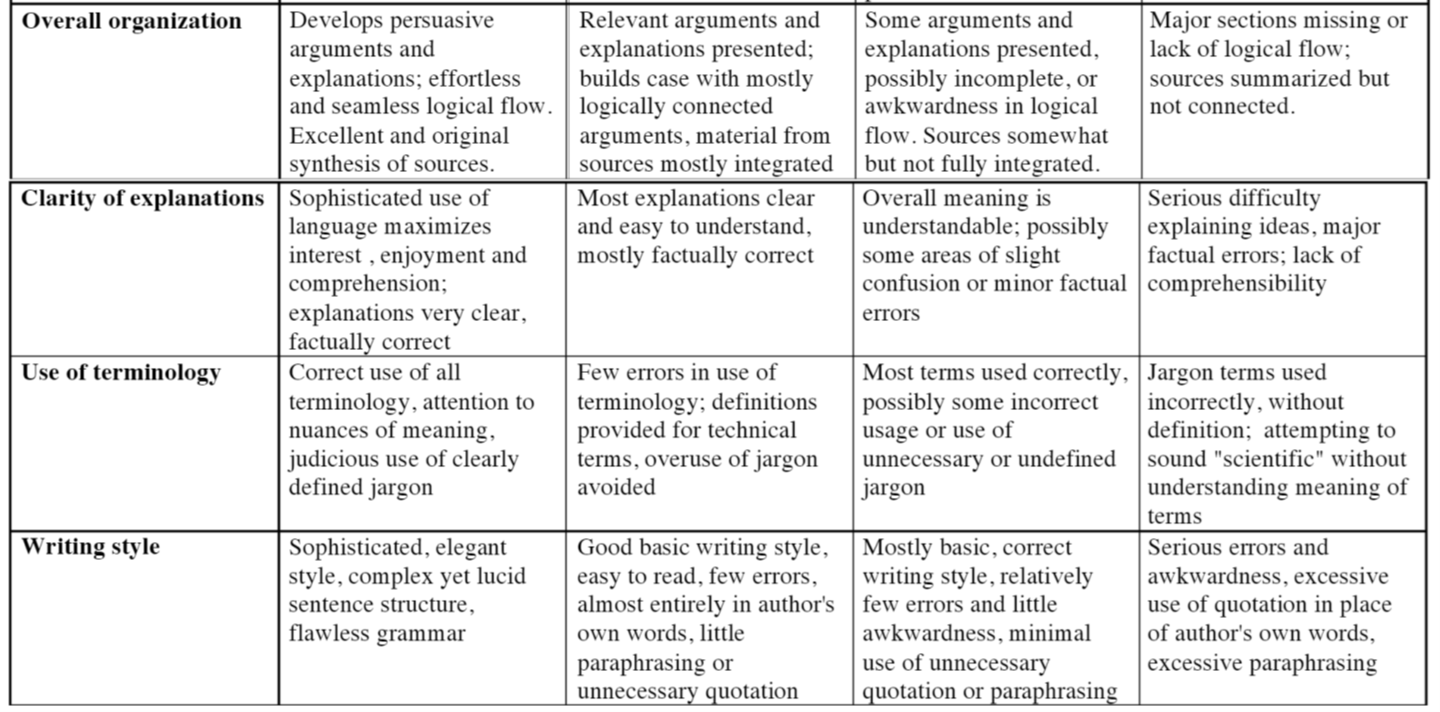 Overall organization
Develops persuasive
arguments and
explanations; effortless
and seamless logical flow.
Excellent and original
synthesis of sources.
Relevant arguments and
explanations presented;
builds case with mostly
logically connected
arguments, material from
sources mostly integrated
Some arguments and
explanations presented,
possibly incomplete, or
awkwardness in logical
flow. Sources somewhat
but not fully integrated.
Major sections missing or
lack of logical flow;
sources summarized but
not connected.
Clarity of explanations
Sophisticated use of
language maximizes
interest , enjoyment and
comprehension;
explanations very clear,
factually correct
Most explanations clear
and easy to understand,
mostly factually correct
Overall meaning is
understandable; possibly
some areas of slight
confusion or minor factual
errors
Serious difficulty
explaining ideas, major
factual errors; lack of
comprehensibility
Use of terminology
Correct use of all
terminology, attention to
nuances of meaning,
judicious use of clearly
defined jargon
Few errors in use of
terminology; definitions
provided for technical
terms, overuse of jargon
avoided
Most terms used correctly,
possibly some incorrect
usage or use of
unnecessary or undefined
jargon
Jargon terms used
incorrectly, without
definition;  attempting to
sound "scientific" without
understanding meaning of
terms
Writing style
Sophisticated, elegant
style, complex yet lucid
sentence structure,
flawless grammar
Good basic writing style,
easy to read, few errors,
almost entirely in author's
own words, little
paraphrasing or
unnecessary quotation
Mostly basic, correct
writing style, relatively
few errors and little
awkwardness, minimal
use of unnecessary
quotation or paraphrasing
Serious errors and
awkwardness, excessive
use of quotation in place
of author's own words,
excessive paraphrasing